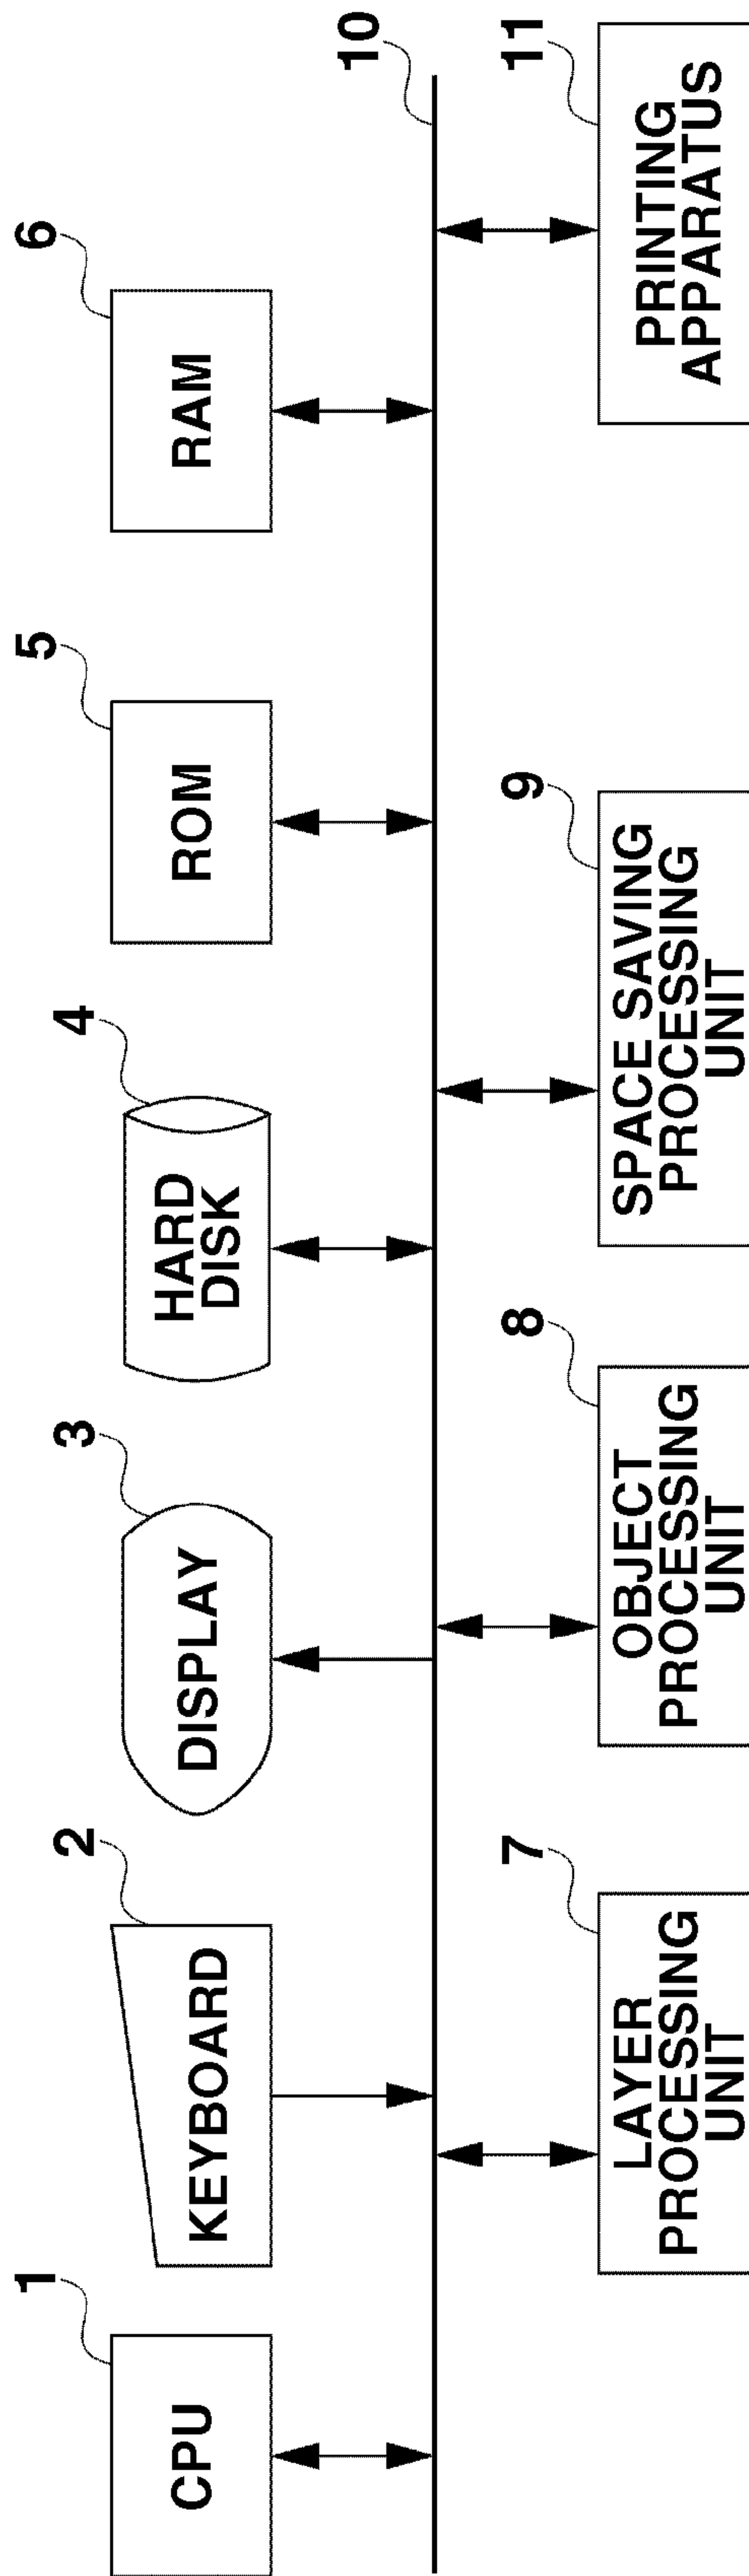 1
CPU
2
KEYBOARD
3
DISPLAY
4
HARD
DISK
5
ROM
6
RAM
10
7
LAYER
PROCESSING
UNIT
8
OBJECT
PROCESSING
UNIT
9
SPACE SAVING
PROCESSING
UNIT
11
PRINTING
APPARATUS